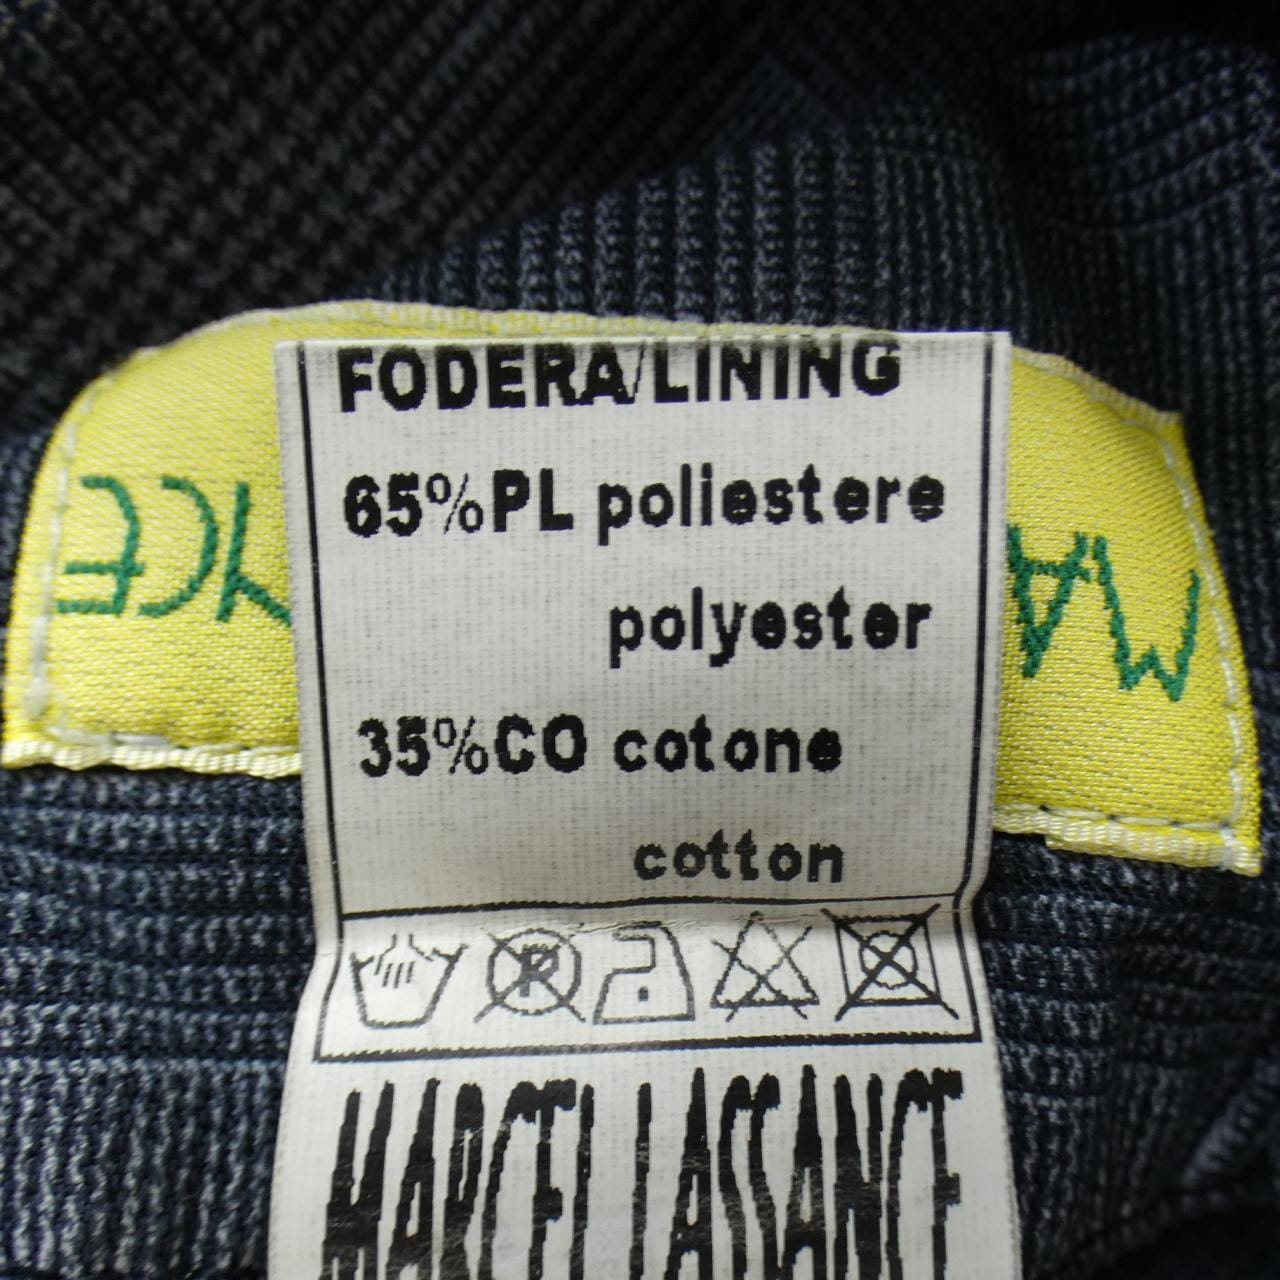 FODERA/LINING
65%PL poliestere
polyester
35%CO cotone
cotton
P
MARCEL LASSANCE